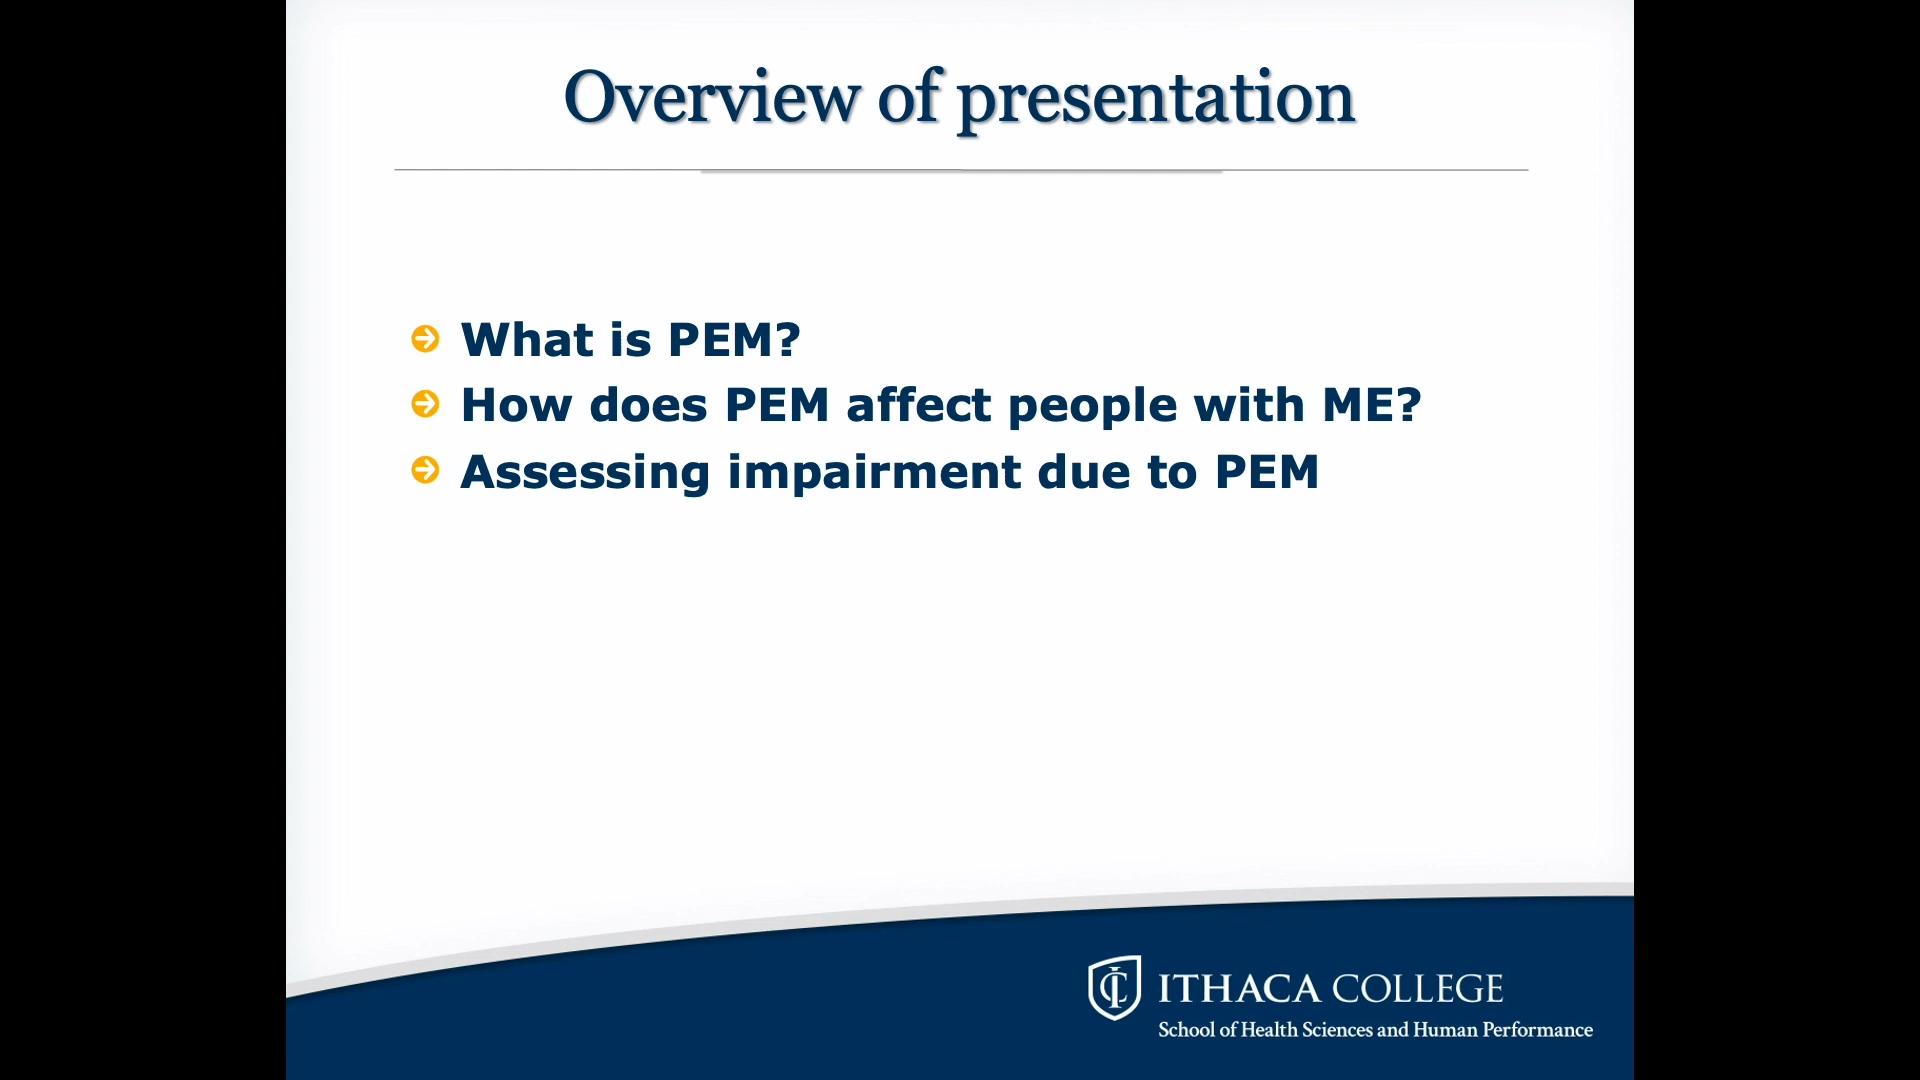 Overview of presentation
What is PEM?
How does PEM affect people with ME?
Assessing impairment due to PEM
ITHACA COLLEGE
School of Health Sciences and Human Performance